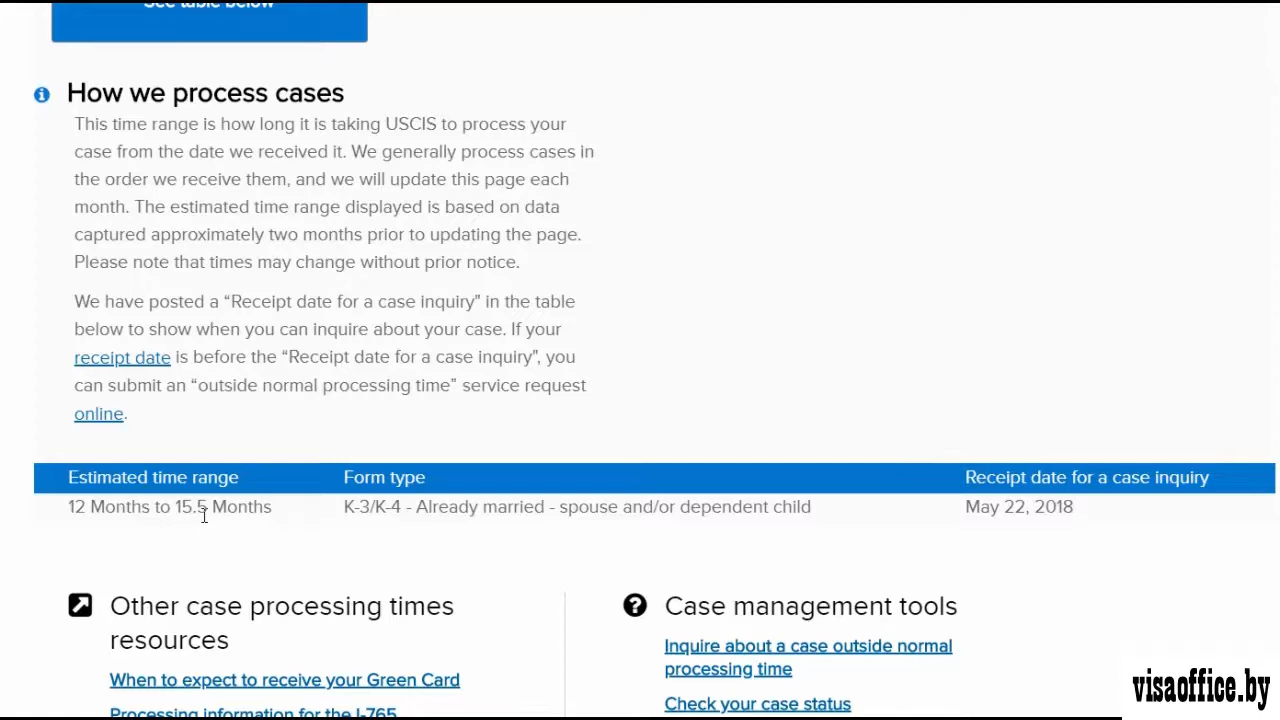 See table below
How we process cases
This time range is how long it is taking USCIS to process your
case from the date we received it. We generally process cases in
the order we receive them, and we will update this page each
month. The estimated time range displayed is based on data
captured approximately two months prior to updating the page.
Please note that times may change without prior notice.
We have posted a “Receipt date for a case inquiry” in the table
below to show when you can inquire about your case. If your
receipt date is before the “Receipt date for a case inquiry”, you
can submit an “outside normal processing time” service request
online.
Estimated time range Form type Receipt date for a case inquiry
12 Months to 15.5 Months K-3/K-4 - Already married - spouse and/or dependent child May 22, 2018
Other case processing times
resources
When to expect to receive your Green Card
Processing information for the I-765
Case management tools
Inquire about a case outside normal
processing time
Check your case status
visaoffice.by